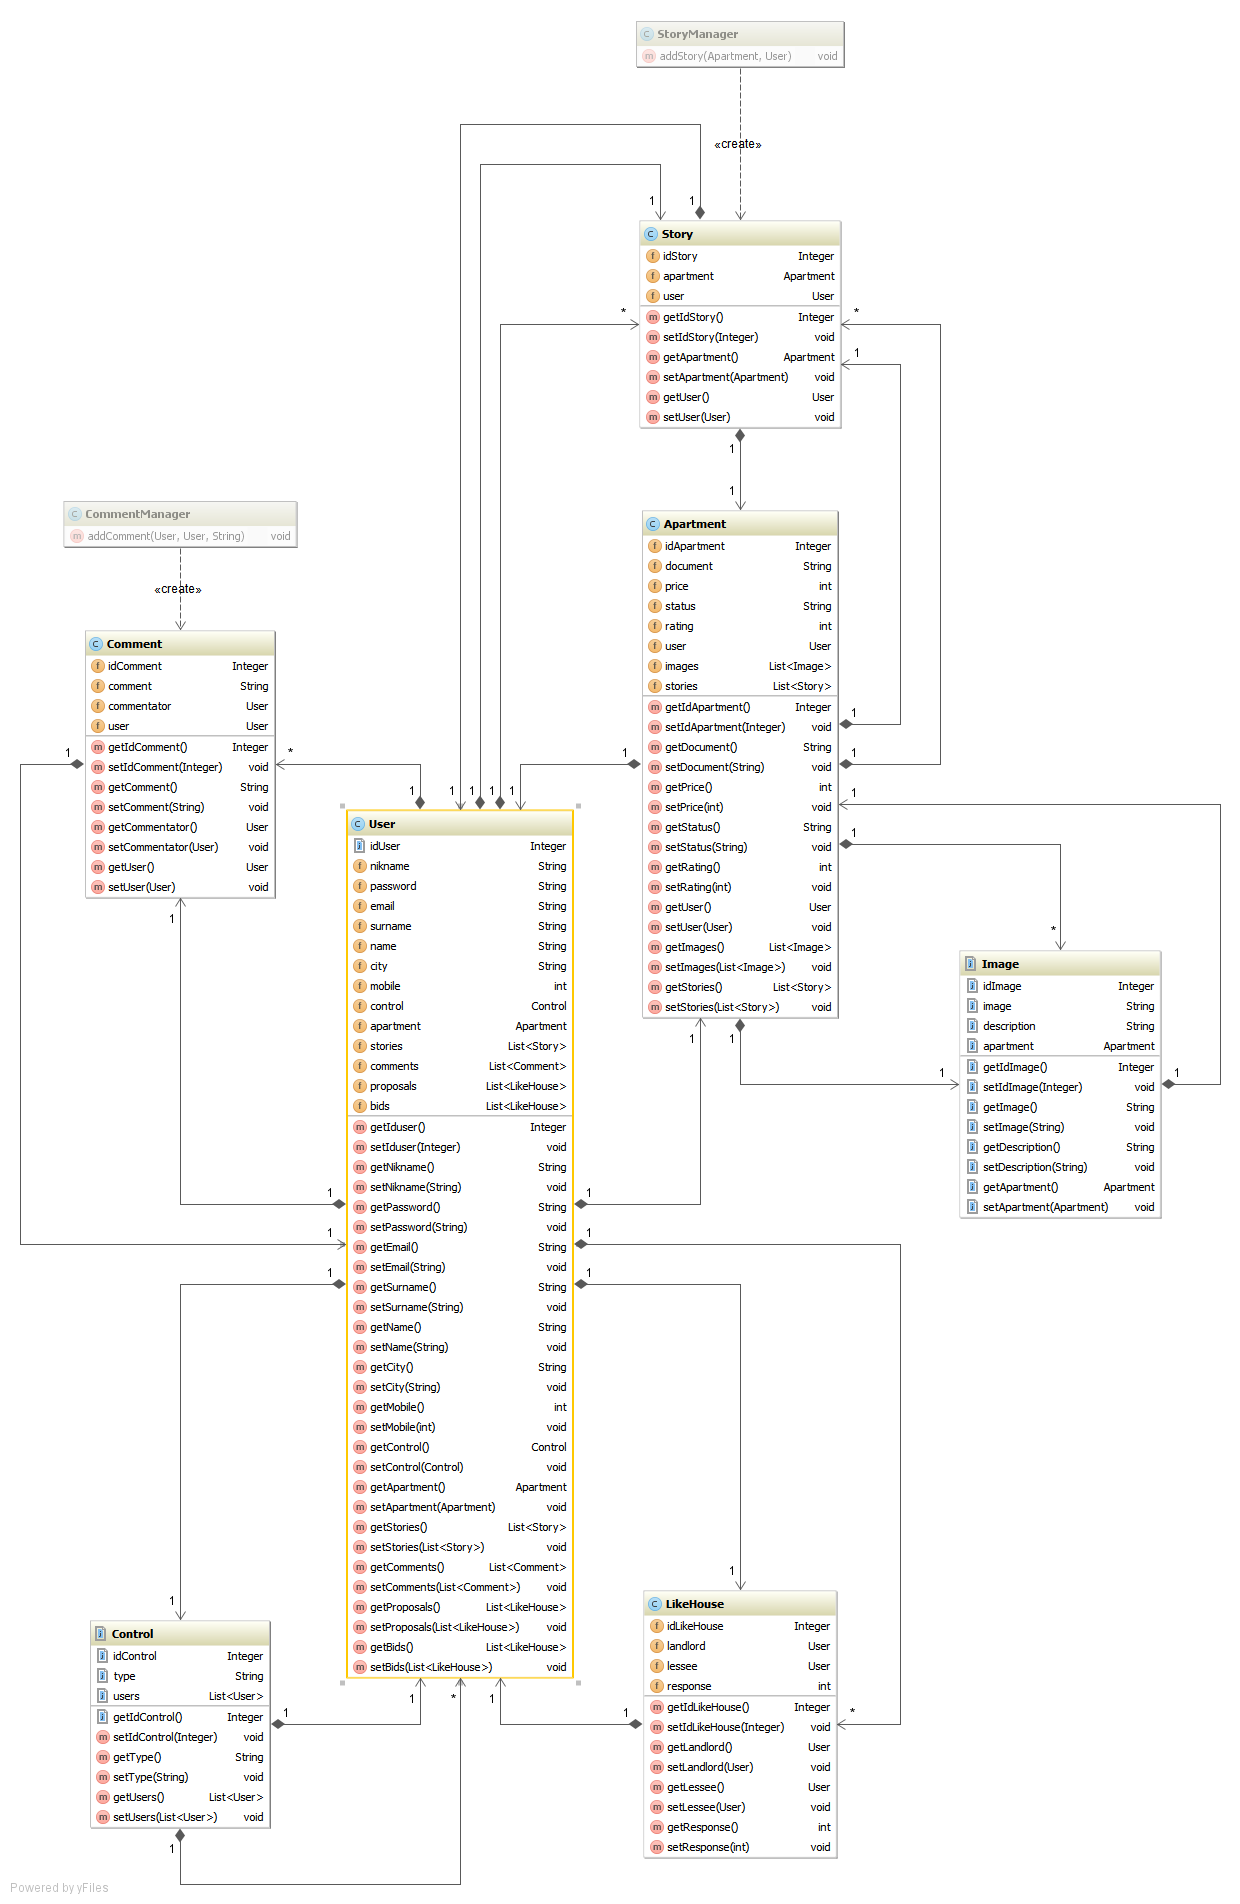 StoryManager
addStory(Apartment, User) void
«create»
1 1
Story
idStory Integer
apartment Apartment
user User
getIdStory() Integer
setIdStory(Integer) void
getApartment() Apartment
setApartment(Apartment) void
getUser() User
setUser(User) void
* *
1
1
1
CommentManager
addComment(User, User, String) void
«create»
Apartment
idApartment Integer
document String
price int
status String
rating int
user User
images List<Image>
stories List<Story>
getIdApartment() Integer
setIdApartment(Integer) void
getDocument() String
setDocument(String) void
getPrice() int
setPrice(int) void
getStatus() String
setStatus(String) void
getRating() int
setRating(int) void
getUser() User
setUser(User) void
getImages() List<Image>
setImages(List<Image>) void
getStories() List<Story>
setStories(List<Story>) void
1
1 1
1
1
1 1
Comment
idComment Integer
comment String
commentator User
user User
getIdComment() Integer
setIdComment(Integer) void
getComment() String
setComment(String) void
getCommentator() User
setCommentator(User) void
getUser() User
setUser(User) void
1 *
1
1 1 1 1 1
User
idUser Integer
nikname String
password String
email String
surname String
name String
city String
mobile int
control Control
apartment Apartment
stories List<Story>
comments List<Comment>
proposals List<LikeHouse>
bids List<LikeHouse>
getIduser() Integer
setIduser(Integer) void
getNikname() String
setNikname(String) void
getPassword() String
setPassword(String) void
getEmail() String
setEmail(String) void
getSurname() String
setSurname(String) void
getName() String
setName(String) void
getCity() String
setCity(String) void
getMobile() int
setMobile(int) void
getControl() Control
setControl(Control) void
getApartment() Apartment
setApartment(Apartment) void
getStories() List<Story>
setStories(List<Story>) void
getComments() List<Comment>
setComments(List<Comment>) void
getProposals() List<LikeHouse>
setProposals(List<LikeHouse>) void
getBids() List<LikeHouse>
setBids(List<LikeHouse>) void
*
Image
idImage Integer
image String
description String
apartment Apartment
getIdImage() Integer
setIdImage(Integer) void
getImage() String
setImage(String) void
getDescription() String
setDescription(String) void
getApartment() Apartment
setApartment(Apartment) void
1 1
1 1
1 1
1 1
1 1
Control
idControl Integer
type String
users List<User>
getIdControl() Integer
setIdControl(Integer) void
getType() String
setType(String) void
getUsers() List<User>
setUsers(List<User>) void
1
1
1 * 1
LikeHouse
idLikeHouse Integer
landlord User
lessee User
response int
getIdLikeHouse() Integer
setIdLikeHouse(Integer) void
getLandlord() User
setLandlord(User) void
getLessee() User
setLessee(User) void
getResponse() int
setResponse(int) void
1 *
Powered by yFiles